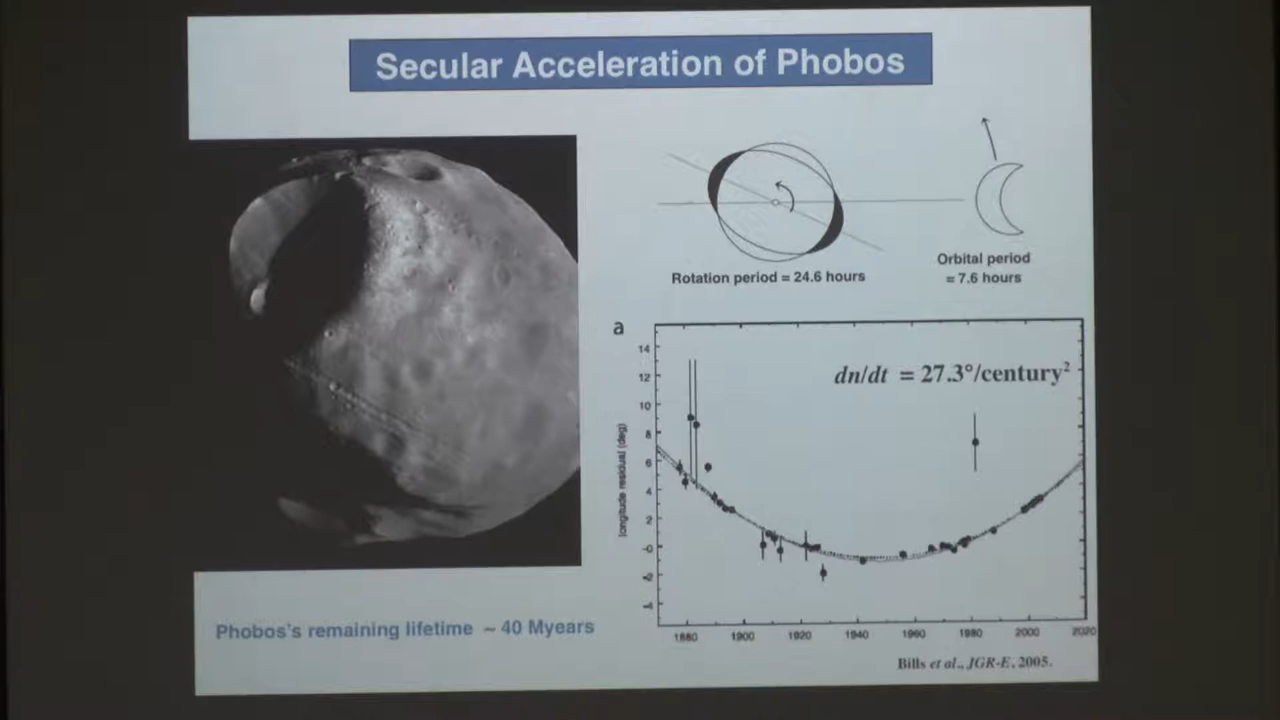 Secular Acceleration of Phobos
Rotation period = 24.6 hours
Orbital period
= 7.6 hours
a
dn/dt = 27.3°/century²
14
12
10
8
6
4
2
-0
-2
-4
longitude residual (deg)
1880
1900
1920
1940
1960
1980
2000
2020
Phobos's remaining lifetime ~ 40 Myears
Bills et al., JGR-E, 2005.